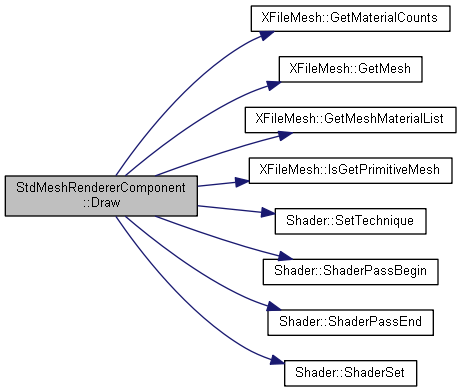 XFileMesh::GetMaterialCounts
XFileMesh::GetMesh
XFileMesh::GetMeshMaterialList
StdMeshRendererComponent
::Draw
XFileMesh::IsGetPrimitiveMesh
Shader::SetTechnique
Shader::ShaderPassBegin
Shader::ShaderPassEnd
Shader::ShaderSet